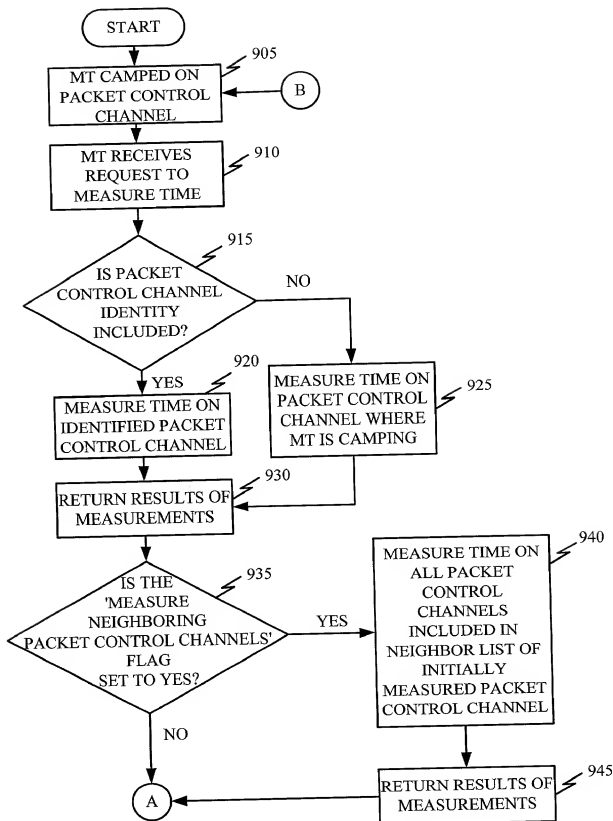 START
905
MT CAMPED ON
PACKET CONTROL
CHANNEL
B
910
MT RECEIVES
REQUEST TO
MEASURE TIME
915
IS PACKET
CONTROL CHANNEL
IDENTITY
INCLUDED?
NO
YES
920
MEASURE TIME ON
IDENTIFIED PACKET
CONTROL CHANNEL
MEASURE TIME ON
PACKET CONTROL
CHANNEL WHERE
MT IS CAMPING
925
930
RETURN RESULTS OF
MEASUREMENTS
935
IS THE
'MEASURE
NEIGHBORING
PACKET CONTROL CHANNELS'
FLAG
SET TO YES?
YES
NO
940
MEASURE TIME ON
ALL PACKET
CONTROL
CHANNELS
INCLUDED IN
NEIGHBOR LIST OF
INITIALLY
MEASURED PACKET
CONTROL CHANNEL
945
RETURN RESULTS OF
MEASUREMENTS
A